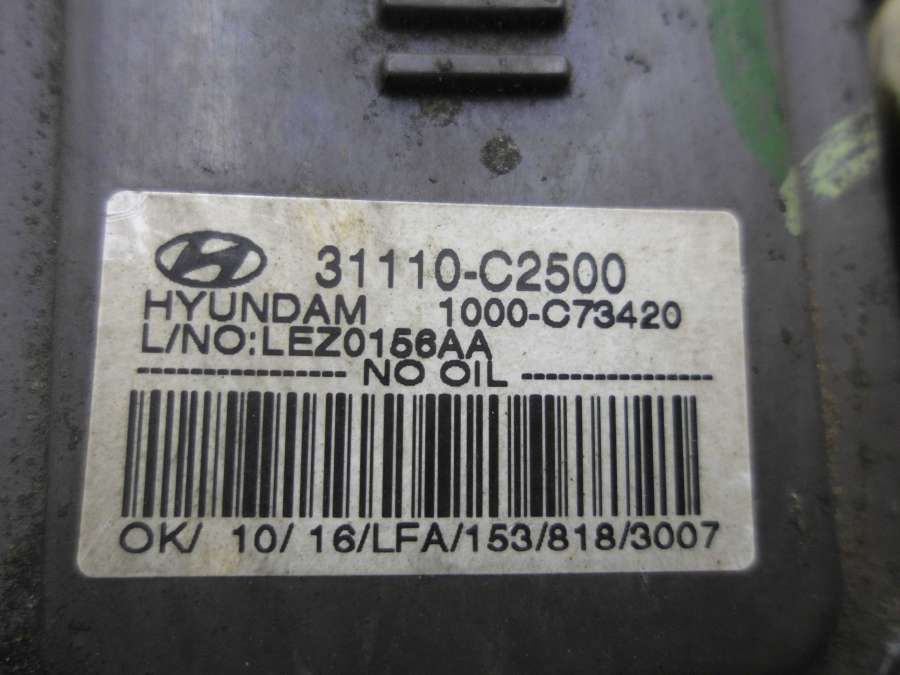 31110-C2500
HYUNDAM 1000-C73420
L/NO:LEZ0156AA
---------------- NO OIL ---------------
OK/ 10/ 16/LFA/153/818/3007